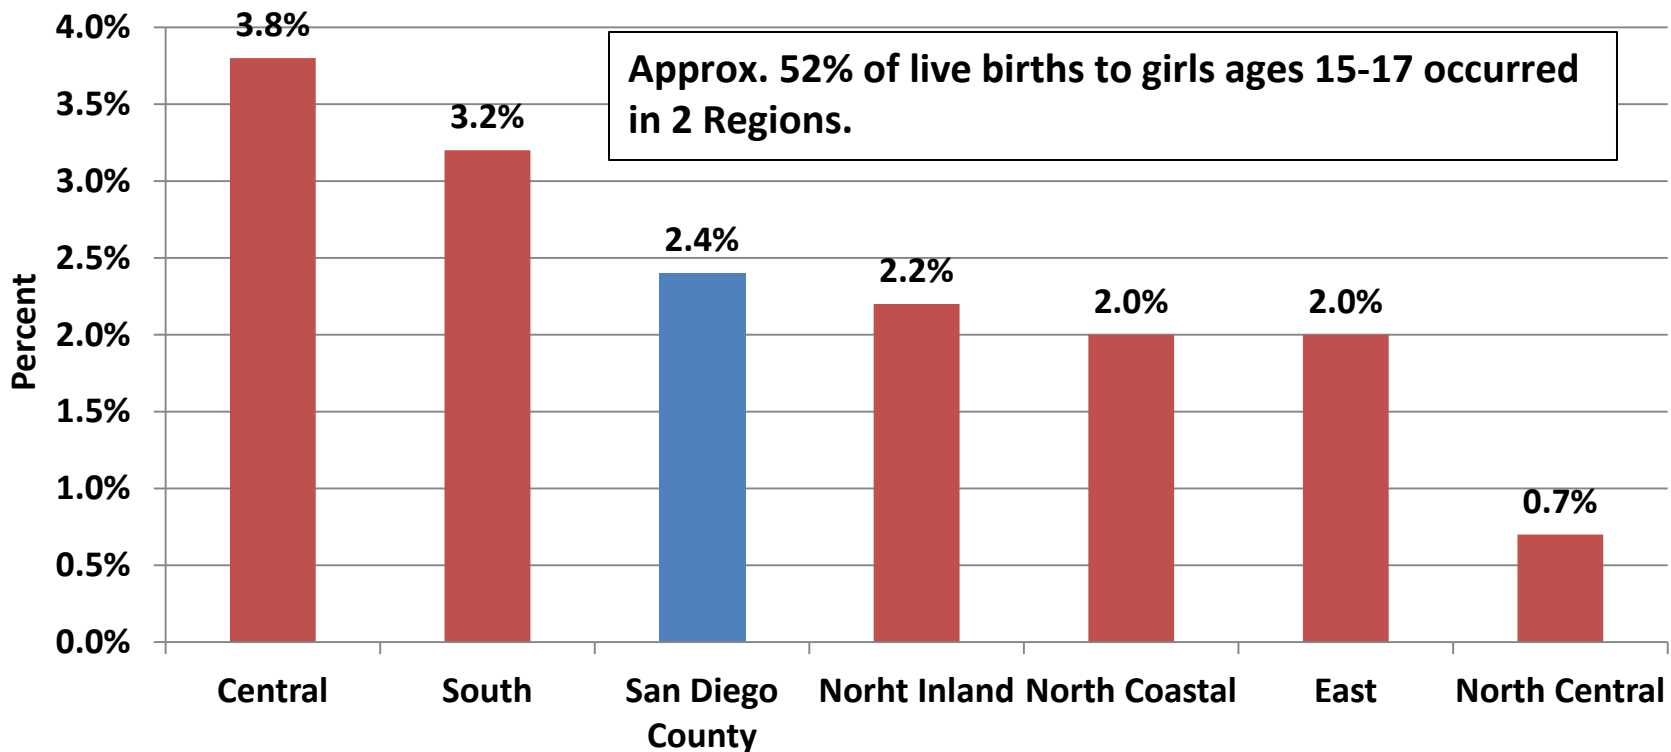 4.0%
3.5%
3.0%
2.5%
2.0%
1.5%
1.0%
0.5%
0.0%
Percent
3.8%
3.2%
2.4%
2.2%
2.0%
2.0%
0.7%
Approx. 52% of live births to girls ages 15-17 occurred
in 2 Regions.
Central
South
San Diego
County
Norht Inland
North Coastal
East
North Central